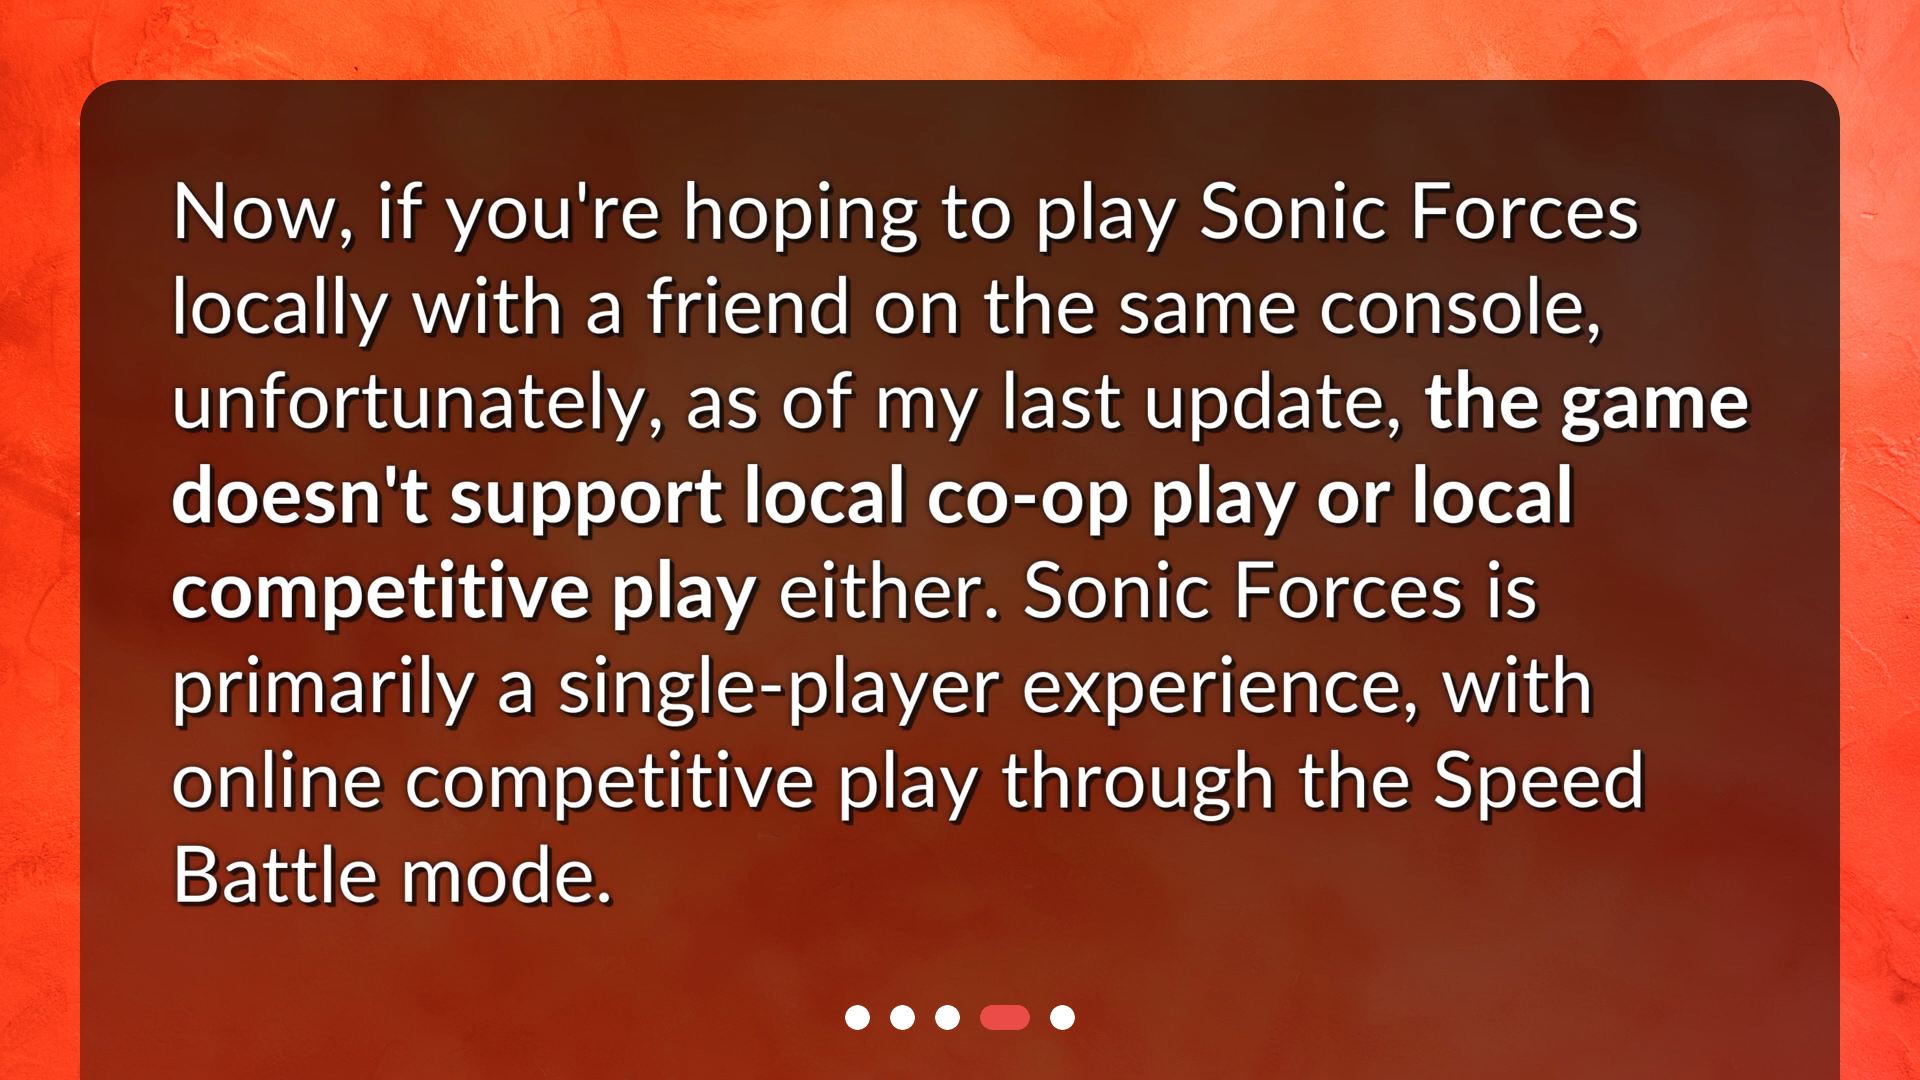 Now, if you're hoping to play Sonic Forces
locally with a friend on the same console,
unfortunately, as of my last update, the game
doesn't support local co-op play or local
competitive play either. Sonic Forces is
primarily a single-player experience, with
online competitive play through the Speed
Battle mode.